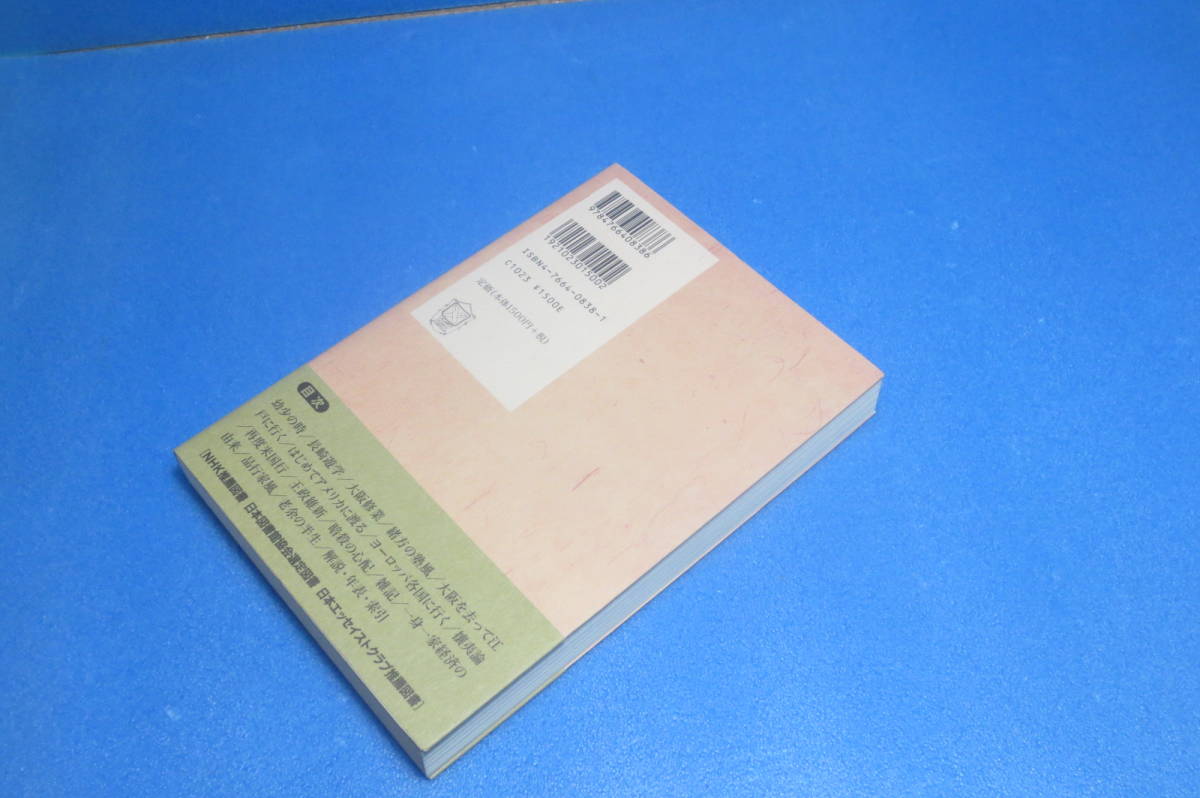 9784766408386
1921023015002
ISBN4-7664-0838-1
C1023 ¥1500E
定価(本体1500円+税)
目次
幼少の時/長崎遊学/大阪修業/緒方の塾風/大阪を去って江
戸に行く/はじめてアメリカに渡る/ヨーロッパ各国に行く/攘夷論
/再度米国行/王政維新/暗殺の心配/雑記/一身一家経済の
由来/品行家風/老余の半生/解説・年表・索引
[NHK推薦図書 日本図書館協会選定図書 日本エッセイストクラブ推薦図書]